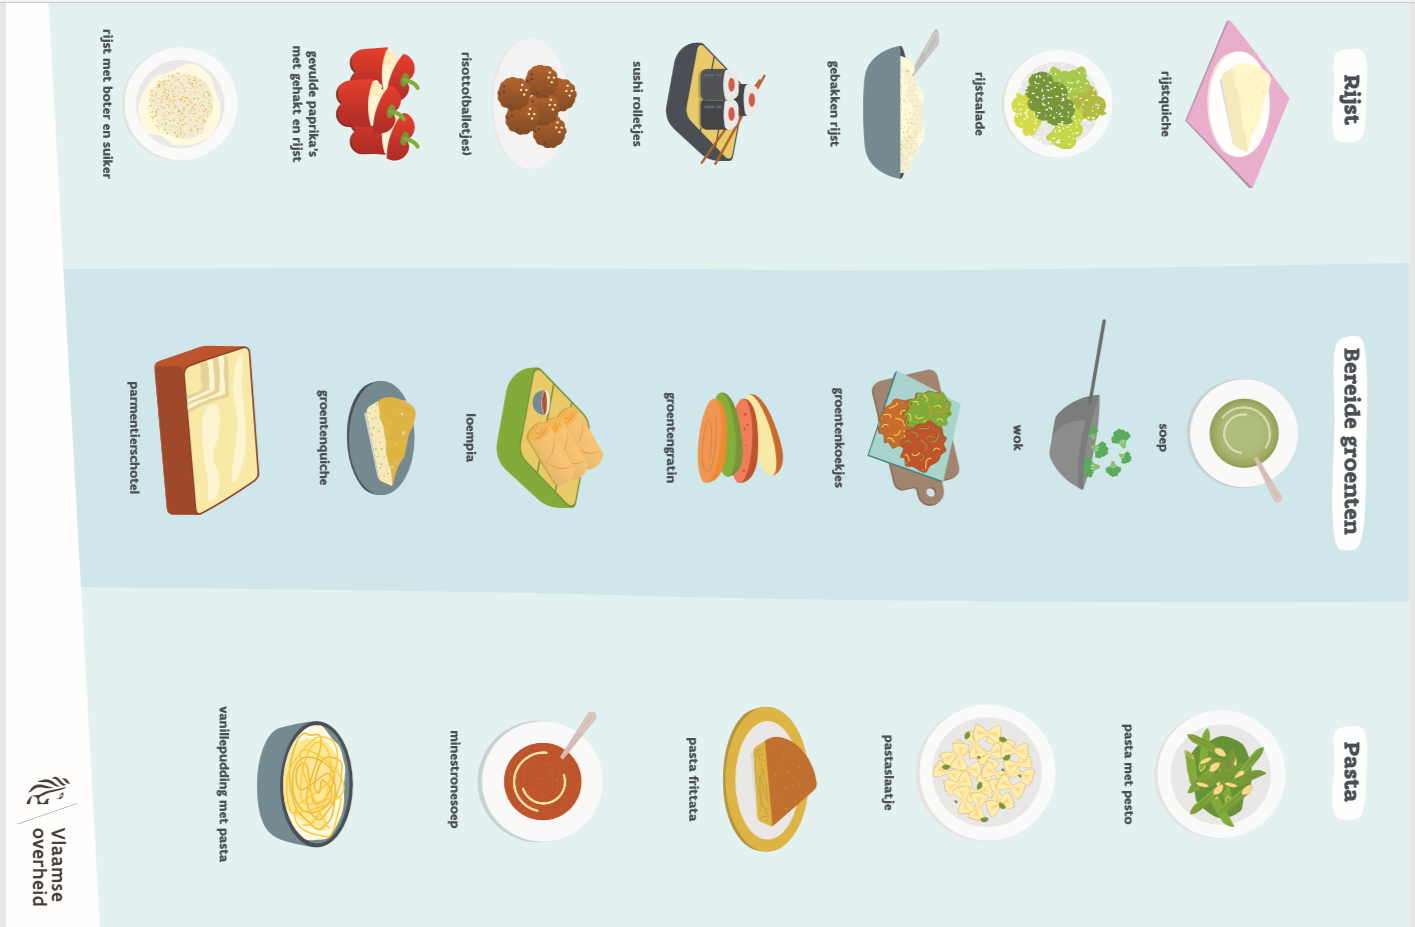 Rijst
rijstquiche
rijstsalade
gebakken rijst
sushi rolletjes
risotto(balletjes)
gevulde paprika's
met gehakt en rijst
rijst met boter en suiker
Bereide groenten
soep
wok
groentenkoekjes
groentengratin
loempia
groentenquiche
parmentierschotel
Pasta
pasta met pesto
pastaslaatje
pasta frittata
minestronesoep
vanillepudding met pasta
Vlaamse
overheid